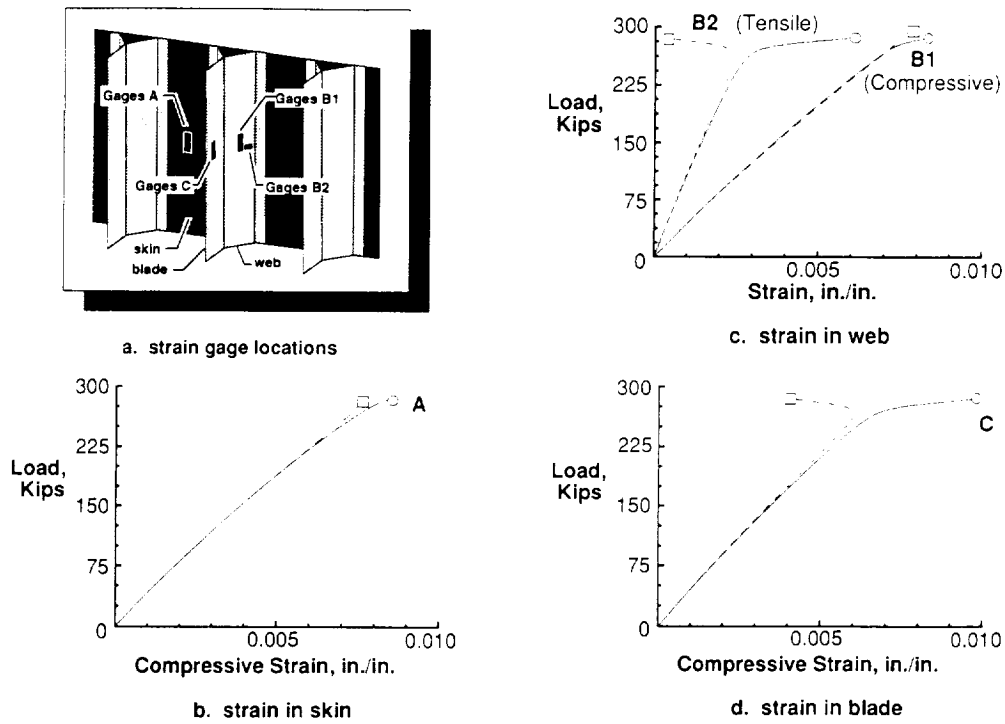 Gages A
Gages B1
Gages C
Gages B2
skin
blade
web
a. strain gage locations
300
225
Load,
Kips
150
75
0
B2 (Tensile)
B1
(Compressive)
0.005
0.010
Strain, in./in.
c. strain in web
300
225
Load,
Kips
150
75
0
A
0.005
0.010
Compressive Strain, in./in.
b. strain in skin
300
225
Load,
Kips
150
75
0
C
0.005
0.010
Compressive Strain, in./in.
d. strain in blade